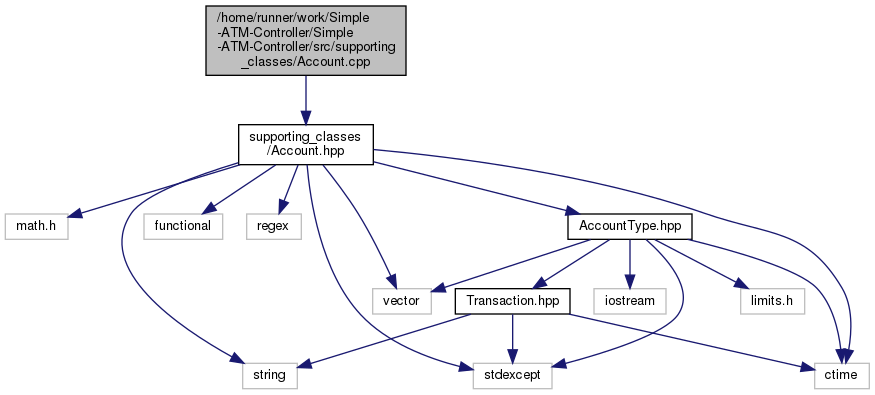 /home/runner/work/Simple
-ATM-Controller/Simple
-ATM-Controller/src/supporting
_classes/Account.cpp
supporting_classes
/Account.hpp
math.h
functional
regex
AccountType.hpp
vector
Transaction.hpp
iostream
limits.h
string
stdexcept
ctime